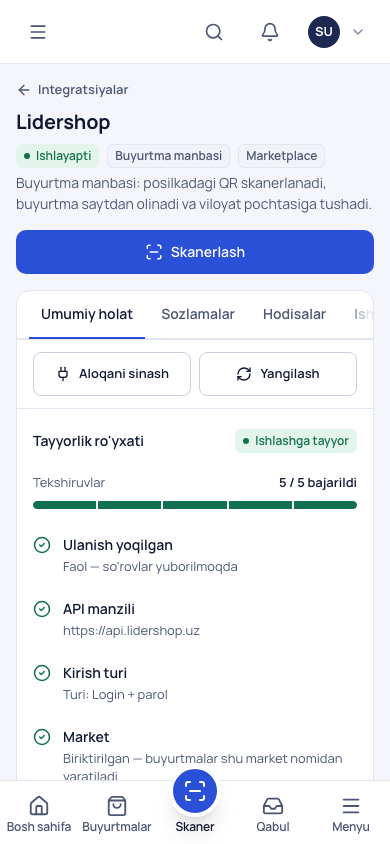 SU
Integratsiyalar
Lidershop
Ishlayapti Buyurtma manbasi Marketplace
Buyurtma manbasi: posilkadagi QR skanerlanadi,
buyurtma saytdan olinadi va viloyat pochtasiga tushadi.
Skanerlash
Umumiy holat Sozlamalar Hodisalar Ish
Aloqani sinash Yangilash
Tayyorlik ro'yxati Ishlashga tayyor
Tekshiruvlar 5 / 5 bajarildi
Ulanish yoqilgan
Faol — so'rovlar yuborilmoqda
API manzili
https://api.lidershop.uz
Kirish turi
Turi: Login + parol
Market
Biriktirilgan — buyurtmalar shu market nomidan
yaratiladi
Bosh sahifa Buyurtmalar Skaner Qabul Menyu